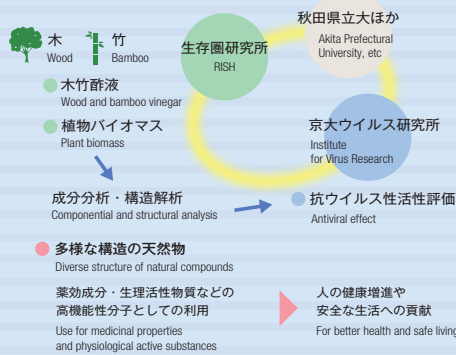 木
Wood
竹
Bamboo
生存圏研究所
RISH
秋田県立大ほか
Akita Prefectural
University, etc
木竹酢液
Wood and bamboo vinegar
植物バイオマス
Plant biomass
京大ウイルス研究所
Institute
for Virus Research
成分分析・構造解析
Componential and structural analysis
抗ウイルス性活性評価
Antiviral effect
多様な構造の天然物
Diverse structure of natural compounds
薬効成分・生理活性物質などの
高機能性分子としての利用
Use for medicinal properties
and physiological active substances
人の健康増進や
安全な生活への貢献
For better health and safe living